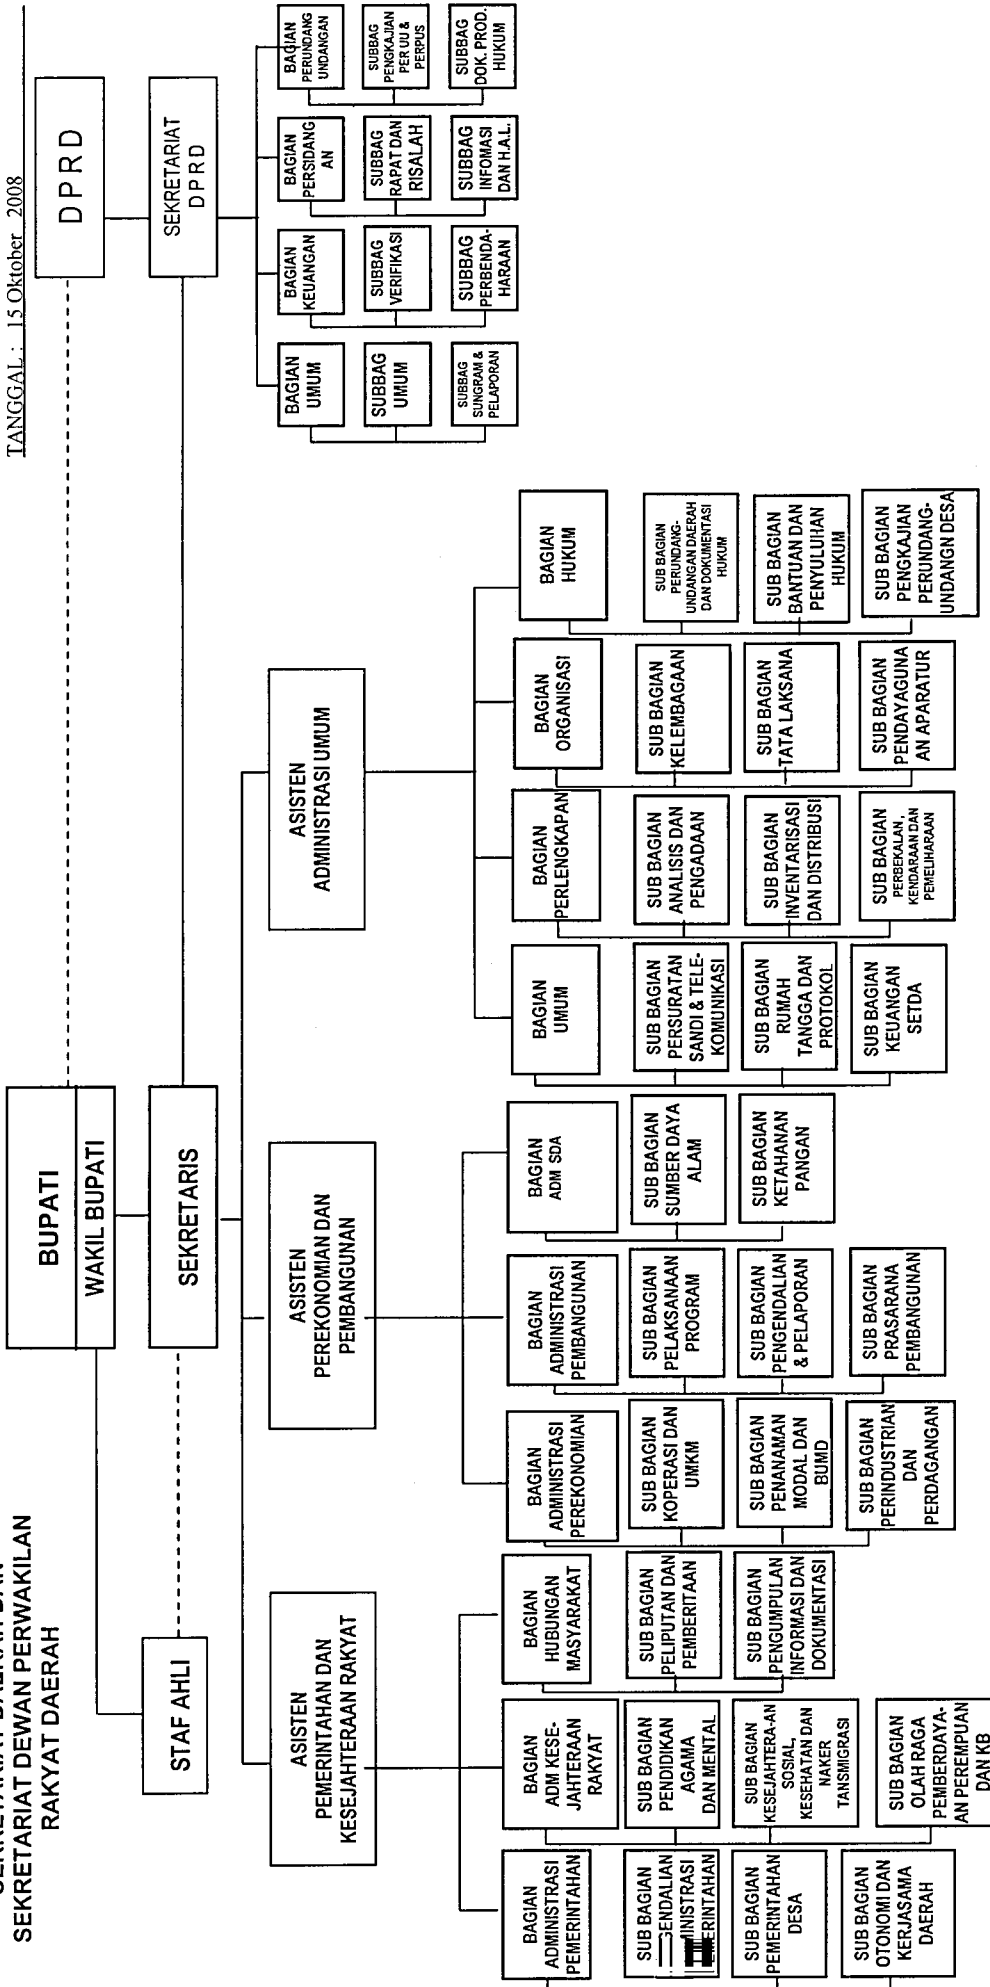 SEKRETARIAT DEWAN PERWAKILAN
RAKYAT DAERAH
TANGGAL : 15 Oktober 2008
BUPATI
WAKIL BUPATI
DPRD
STAF AHLI
SEKRETARIS
SEKRETARIAT
D P R D
ASISTEN
PEMERINTAHAN DAN
KESEJAHTERAAN RAKYAT
ASISTEN
PEREKONOMIAN DAN
PEMBANGUNAN
ASISTEN
ADMINISTRASI UMUM
BAGIAN
UMUM
SUBBAG
UMUM
SUBBAG
SUNGRAM &
PELAPORAN
BAGIAN
KEUANGAN
SUBBAG
VERIFIKASI
SUBBAG
PERBENDA-
HARAAN
BAGIAN
PERSIDANG
AN
SUBBAG
RAPAT DAN
RISALAH
SUBBAG
INFOMASI
DAN H.A.L.
BAGIAN
PERUNDANG
UNDANGAN
SUBBAG
PENGKAJIAN
PER UU &
PERPUS
SUBBAG
DOK. PROD.
HUKUM
BAGIAN
ADMINISTRASI
PEMERINTAHAN
SUB BAGIAN
SUB BAGIAN
PEMERINTAHAN
DESA
SUB BAGIAN
OTONOMI DAN
KERJASAMA
DAERAH
BAGIAN
ADM KESE-
JAHTERAAN
RAKYAT
SUB BAGIAN
PENDIDIKAN
AGAMA
DAN MENTAL
SUB BAGIAN
KESEJAHTERA-AN
SOSIAL,
KESEHATAN DAN
NAKER
TANSMIGRASI
SUB BAGIAN
OLAH RAGA
PEMBERDAYA-
AN PEREMPUAN
DAN KB
BAGIAN
HUBUNGAN
MASYARAKAT
SUB BAGIAN
PELIPUTAN DAN
PEMBERITAAN
SUB BAGIAN
PENGUMPULAN
INFORMASI DAN
DOKUMENTASI
BAGIAN
ADMINISTRASI
PEREKONOMIAN
SUB BAGIAN
KOPERASI DAN
UMKM
SUB BAGIAN
PENANAMAN
MODAL DAN
BUMD
SUB BAGIAN
PERINDUSTRIAN
DAN
PERDAGANGAN
BAGIAN
ADMINISTRASI
PEMBANGUNAN
SUB BAGIAN
PELAKSANAAN
PROGRAM
SUB BAGIAN
PENGENDALIAN
& PELAPORAN
SUB BAGIAN
PRASARANA
PEMBANGUNAN
BAGIAN
ADM SDA
SUB BAGIAN
SUMBER DAYA
ALAM
SUB BAGIAN
KETAHANAN
PANGAN
BAGIAN
UMUM
SUB BAGIAN
PERSURATAN
SANDI & TELE-
KOMUNIKASI
SUB BAGIAN
RUMAH
TANGGA DAN
PROTOKOL
SUB BAGIAN
KEUANGAN
SETDA
BAGIAN
PERLENGKAPAN
SUB BAGIAN
ANALISIS DAN
PENGADAAN
SUB BAGIAN
INVENTARISASI
DAN DISTRIBUSI
SUB BAGIAN
PERBEKALAN,
KENDARAAN DAN
PEMELIHARAAN
BAGIAN
ORGANISASI
SUB BAGIAN
KELEMBAGAAN
SUB BAGIAN
TATA LAKSANA
SUB BAGIAN
PENDAYAGUNA
AN APARATUR
BAGIAN
HUKUM
SUB BAGIAN
PERUNDANG-
UNDANGAN DAERAH
DAN DOKUMENTASI
HUKUM
SUB BAGIAN
BANTUAN DAN
PENYULUHAN
HUKUM
SUB BAGIAN
PENGKAJIAN
PERUNDANG-
UNDANGN DESA